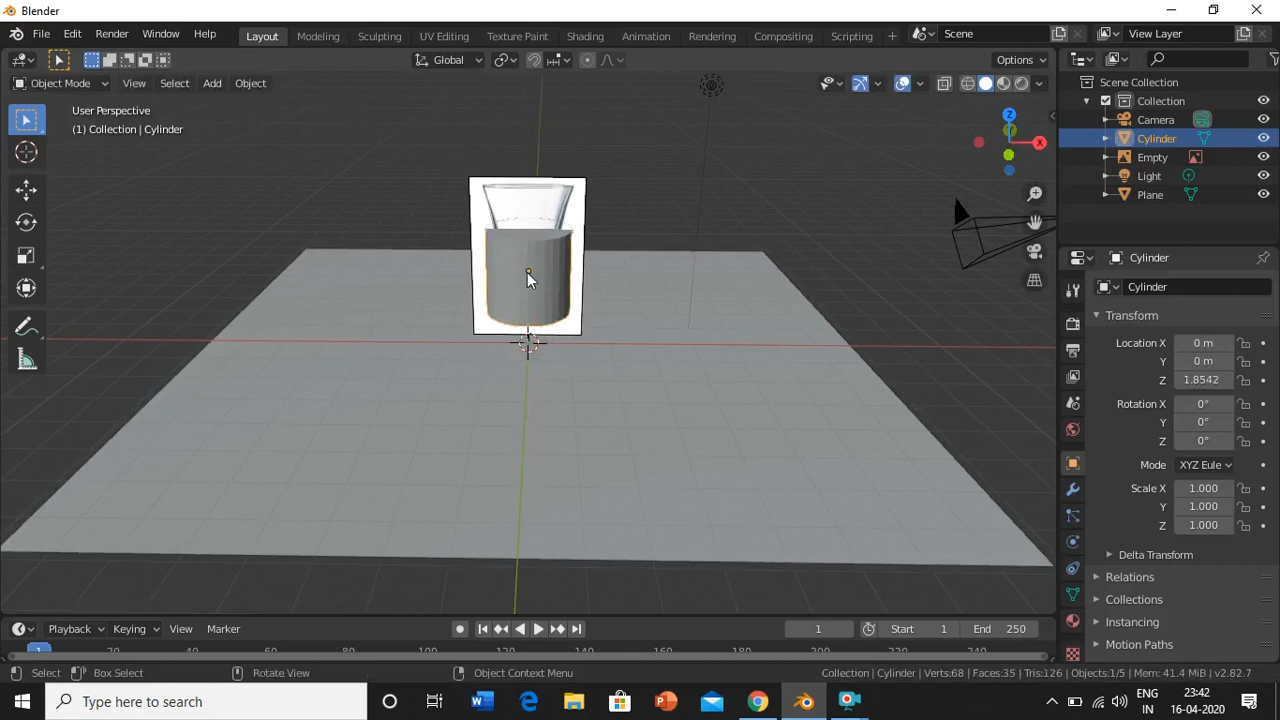 Blender
File Edit Render Window Help
Layout Modeling Sculpting UV Editing Texture Paint Shading Animation Rendering Compositing Scripting
Scene View Layer
Global Options
Object Mode View Select Add Object
User Perspective
(1) Collection | Cylinder
Z
X
Scene Collection
Collection
Camera
Cylinder
Empty
Light
Plane
Cylinder
Cylinder
Transform
Location X 0 m
Y 0 m
Z 1.8542
Rotation X 0°
Y 0°
Z 0°
Mode XYZ Eule
Scale X 1.000
Y 1.000
Z 1.000
Delta Transform
Relations
Collections
Instancing
Motion Paths
Playback Keying View Marker 1 Start 1 End 250
1 20 80 100 120 140 160 180 200 220 240
Select Box Select Rotate View Object Context Menu Collection | Cylinder | Verts:68 | Faces:35 | Tris:126 | Objects:1/5 | Mem: 41.4 MiB | v2.82.7
Type here to search
ENG 23:42
IN 16-04-2020